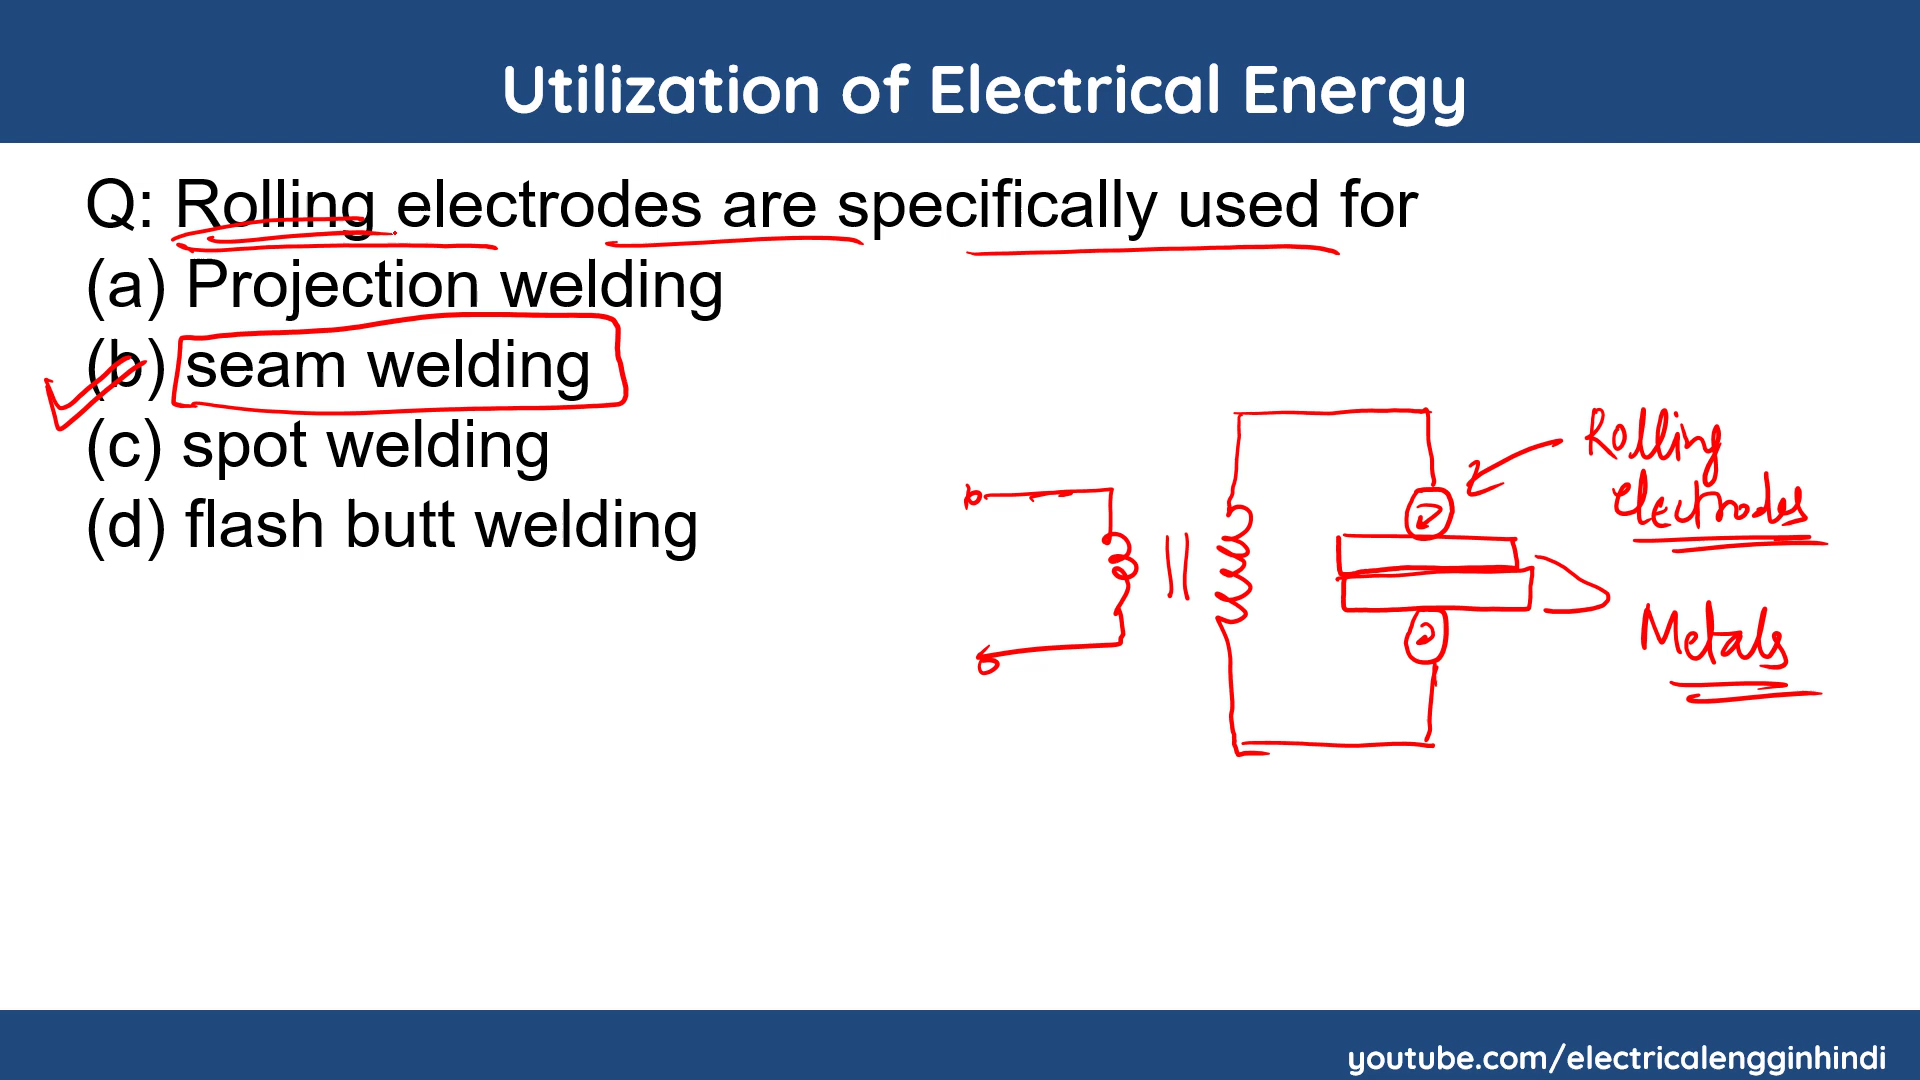 Utilization of Electrical Energy
Q: Rolling electrodes are specifically used for
(a) Projection welding
(b) seam welding
(c) spot welding
(d) flash butt welding
Rolling
Electrodes
Metals
youtube.com/electricalengginhindi